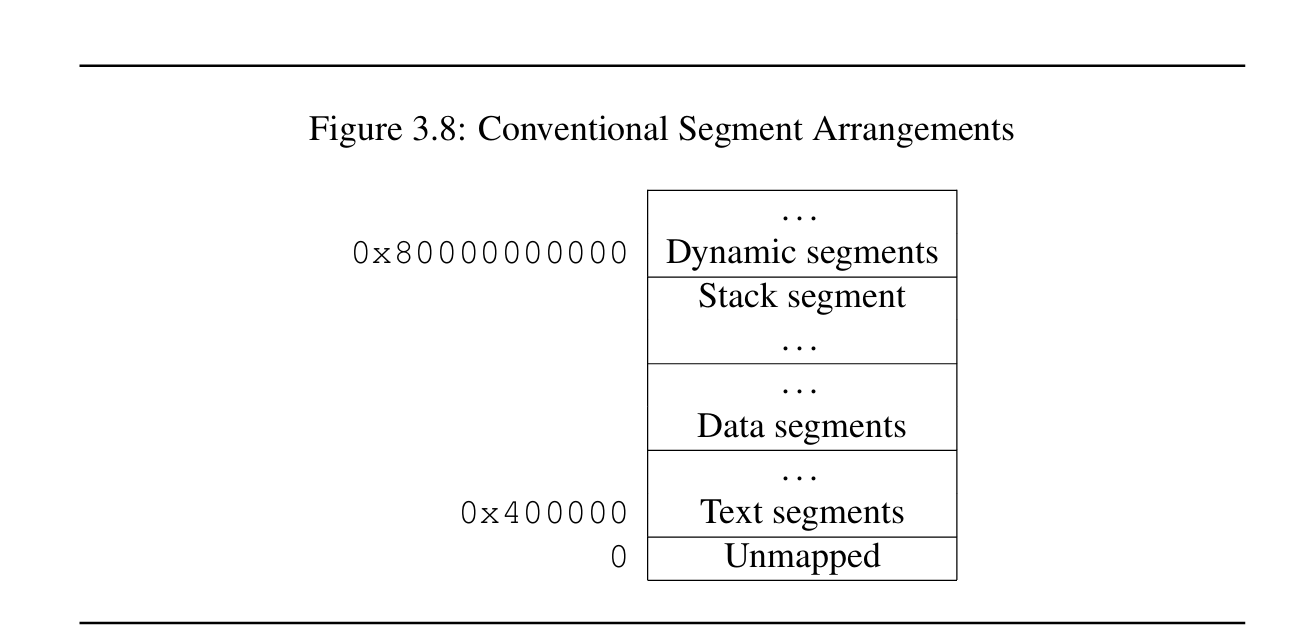 Figure 3.8: Conventional Segment Arrangements
...
0x80000000000 Dynamic segments
Stack segment
...
...
Data segments
...
0x400000 Text segments
0 Unmapped